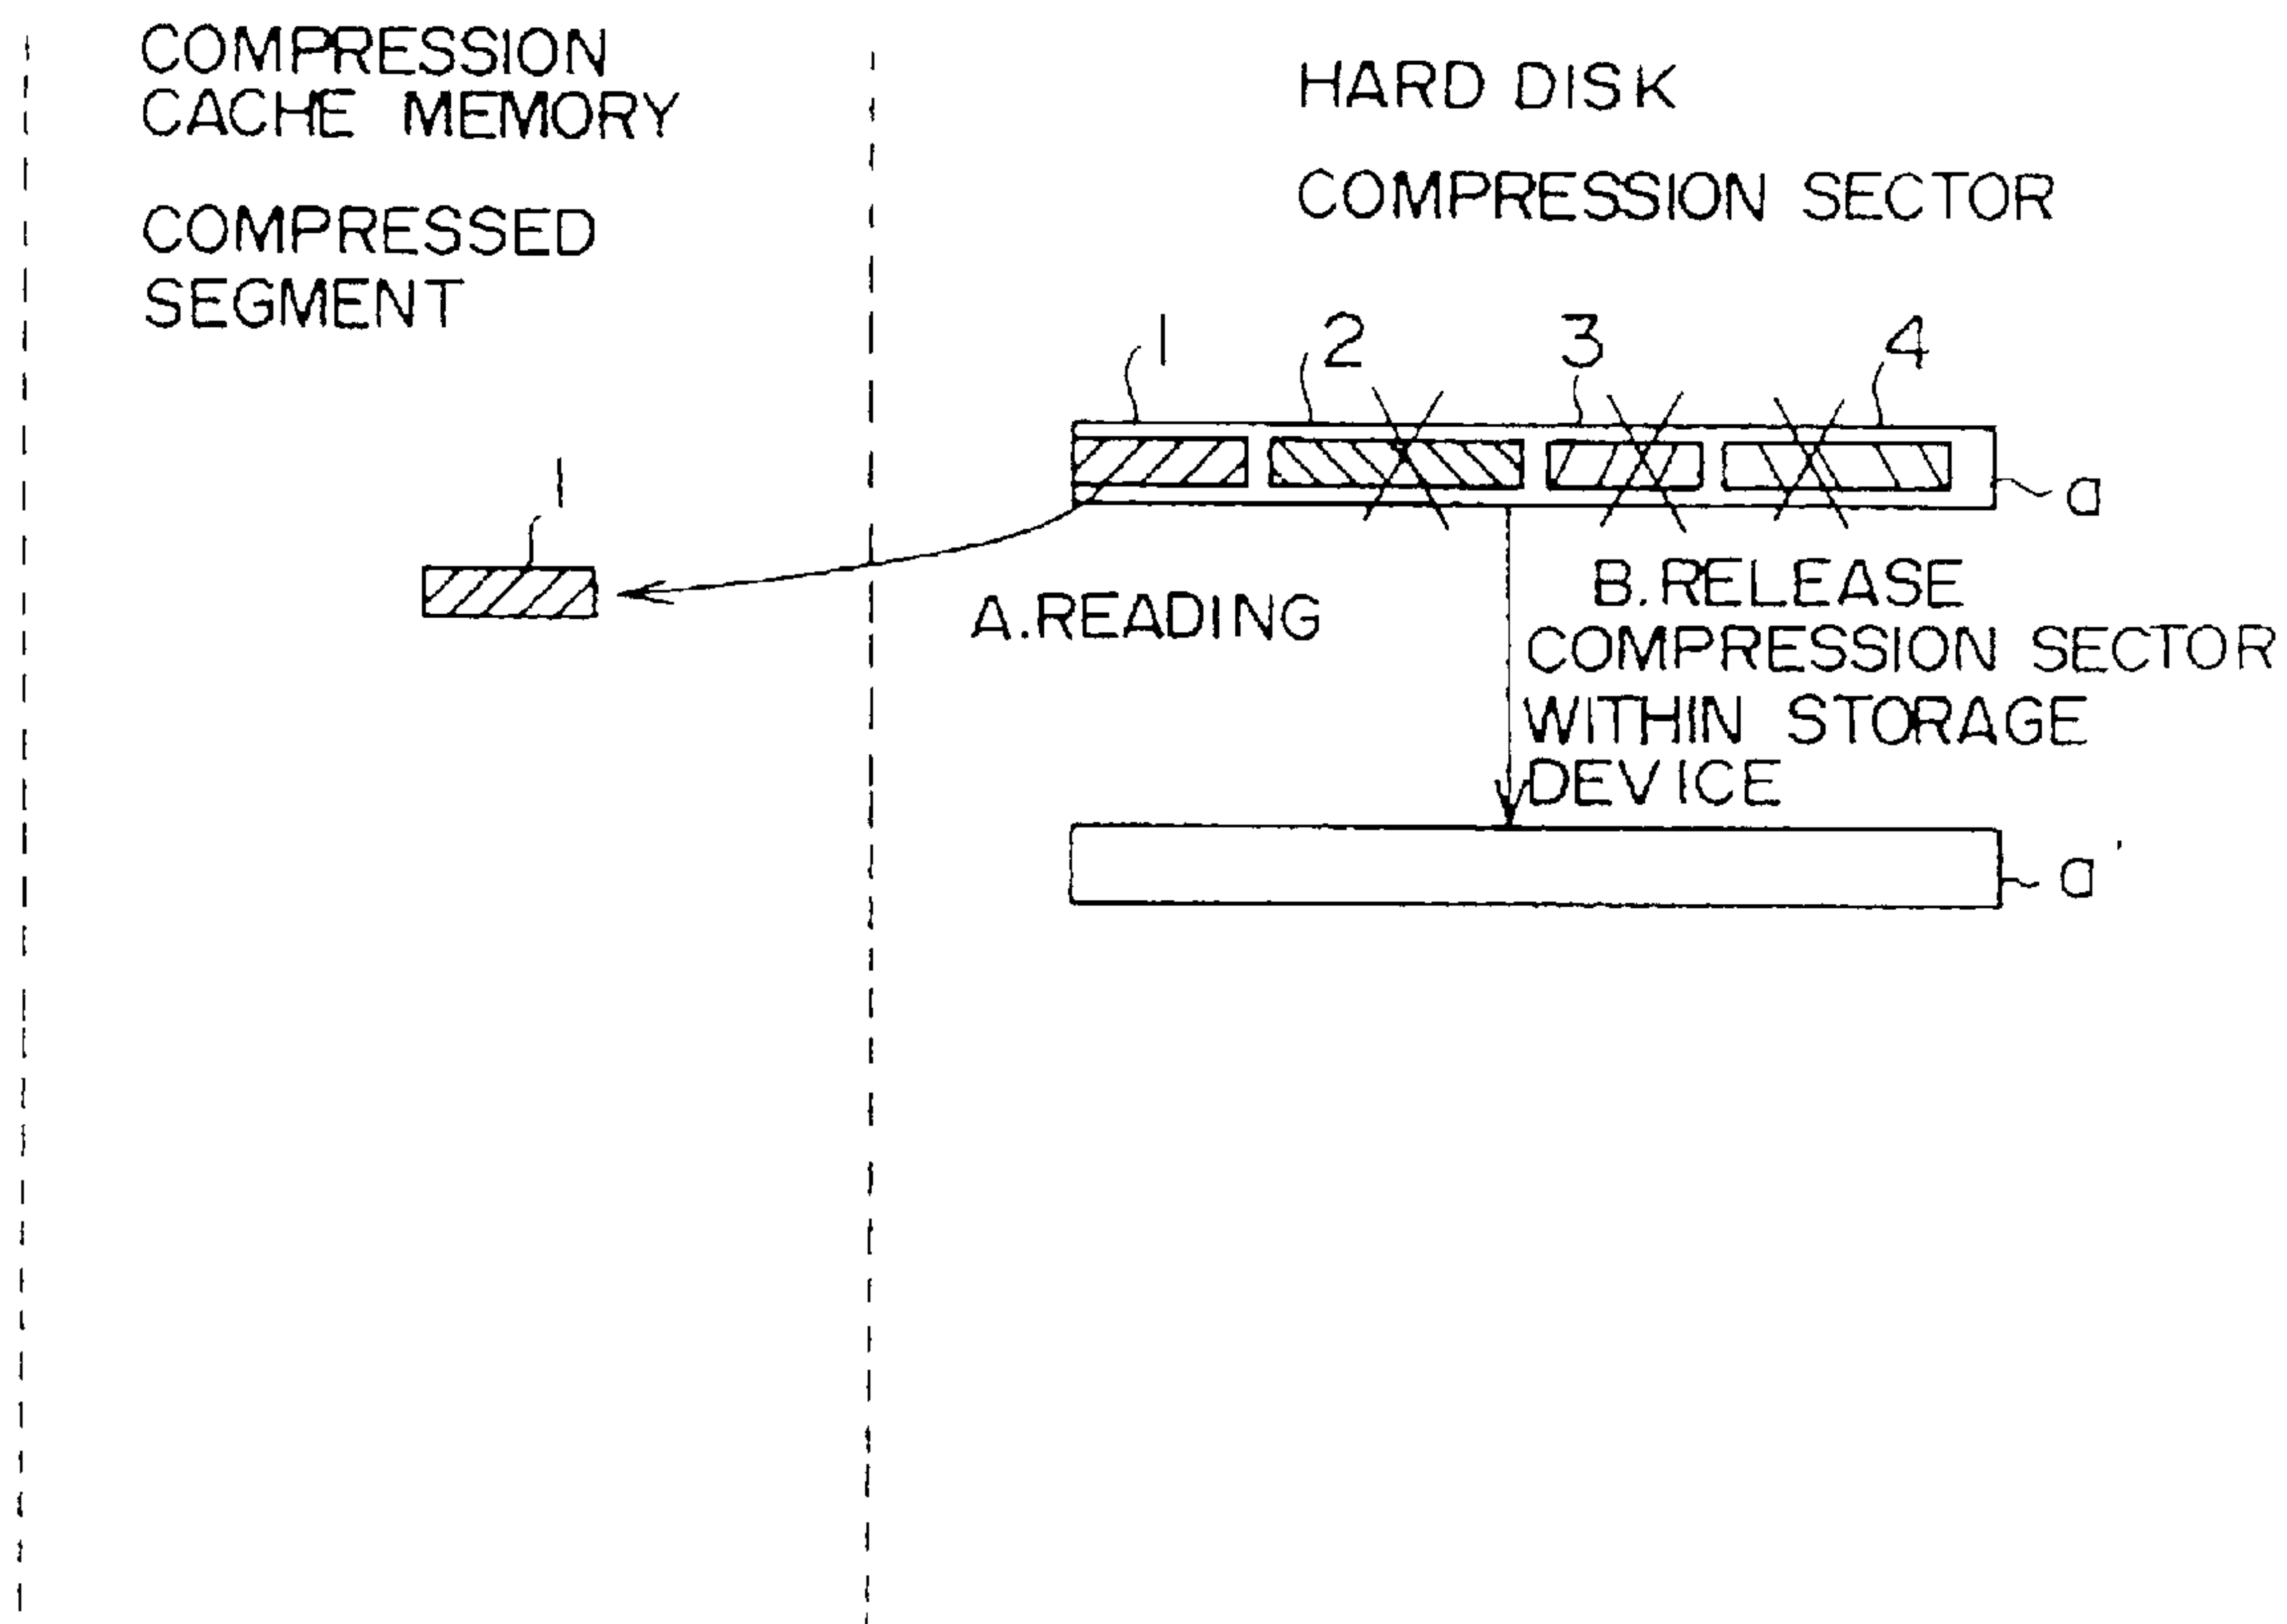 COMPRESSION
CACHE MEMORY
COMPRESSED
SEGMENT
HARD DISK
COMPRESSION SECTOR
1 2 3 4
a
1
A.READING
B.RELEASE
COMPRESSION SECTOR
WITHIN STORAGE
DEVICE
a'